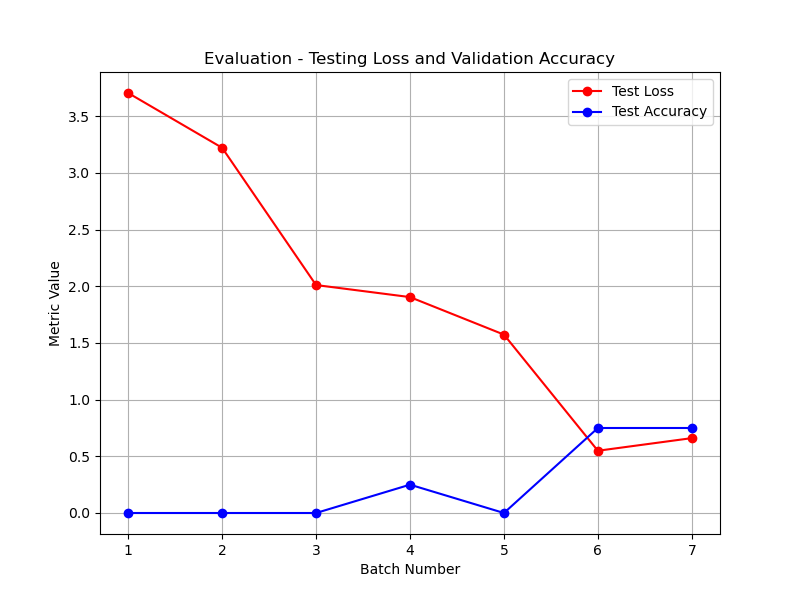 Evaluation - Testing Loss and Validation Accuracy
Test Loss
Test Accuracy
Metric Value
3.5
3.0
2.5
2.0
1.5
1.0
0.5
0.0
1 2 3 4 5 6 7
Batch Number